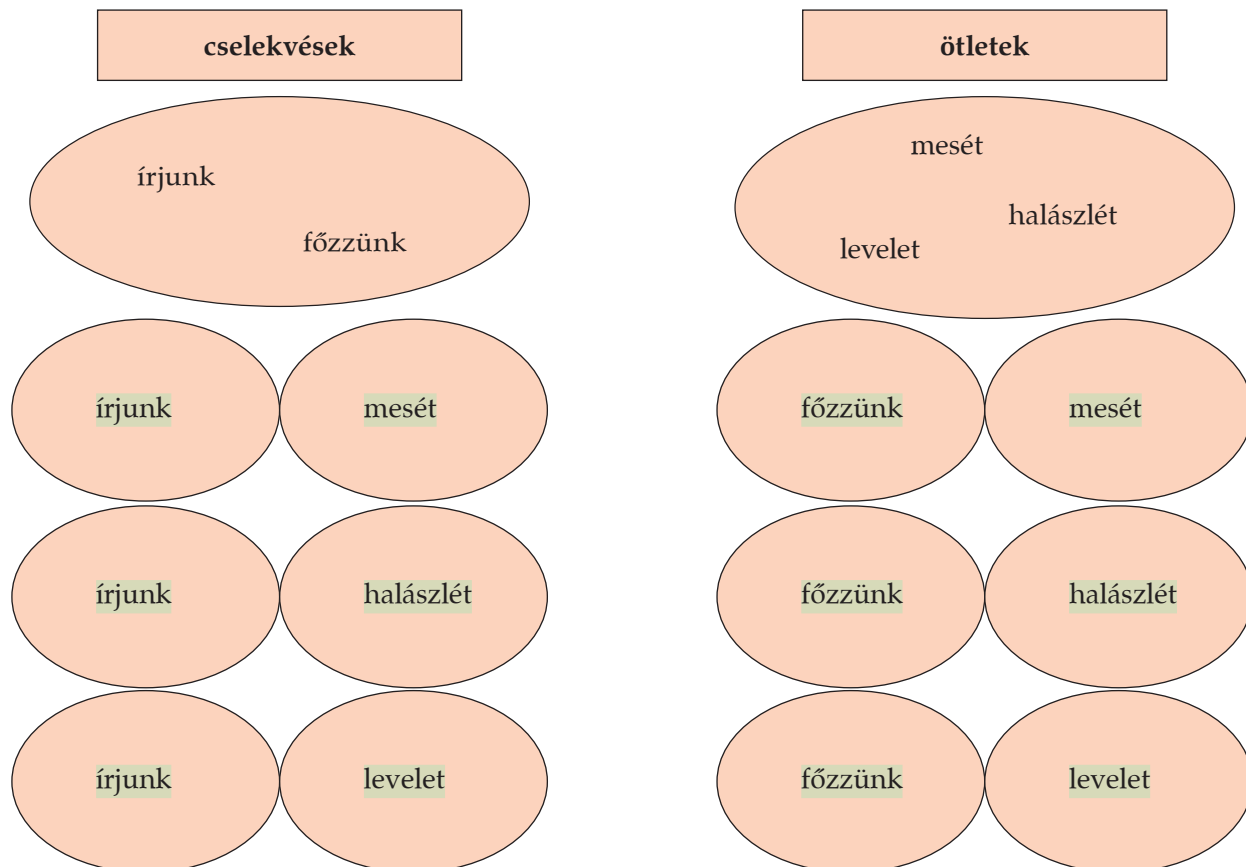 cselekvések
ötletek
írjunk
főzzünk
mesét
halászlét
levelet
írjunk mesét
főzzünk mesét
írjunk halászlét
főzzünk halászlét
írjunk levelet
főzzünk levelet